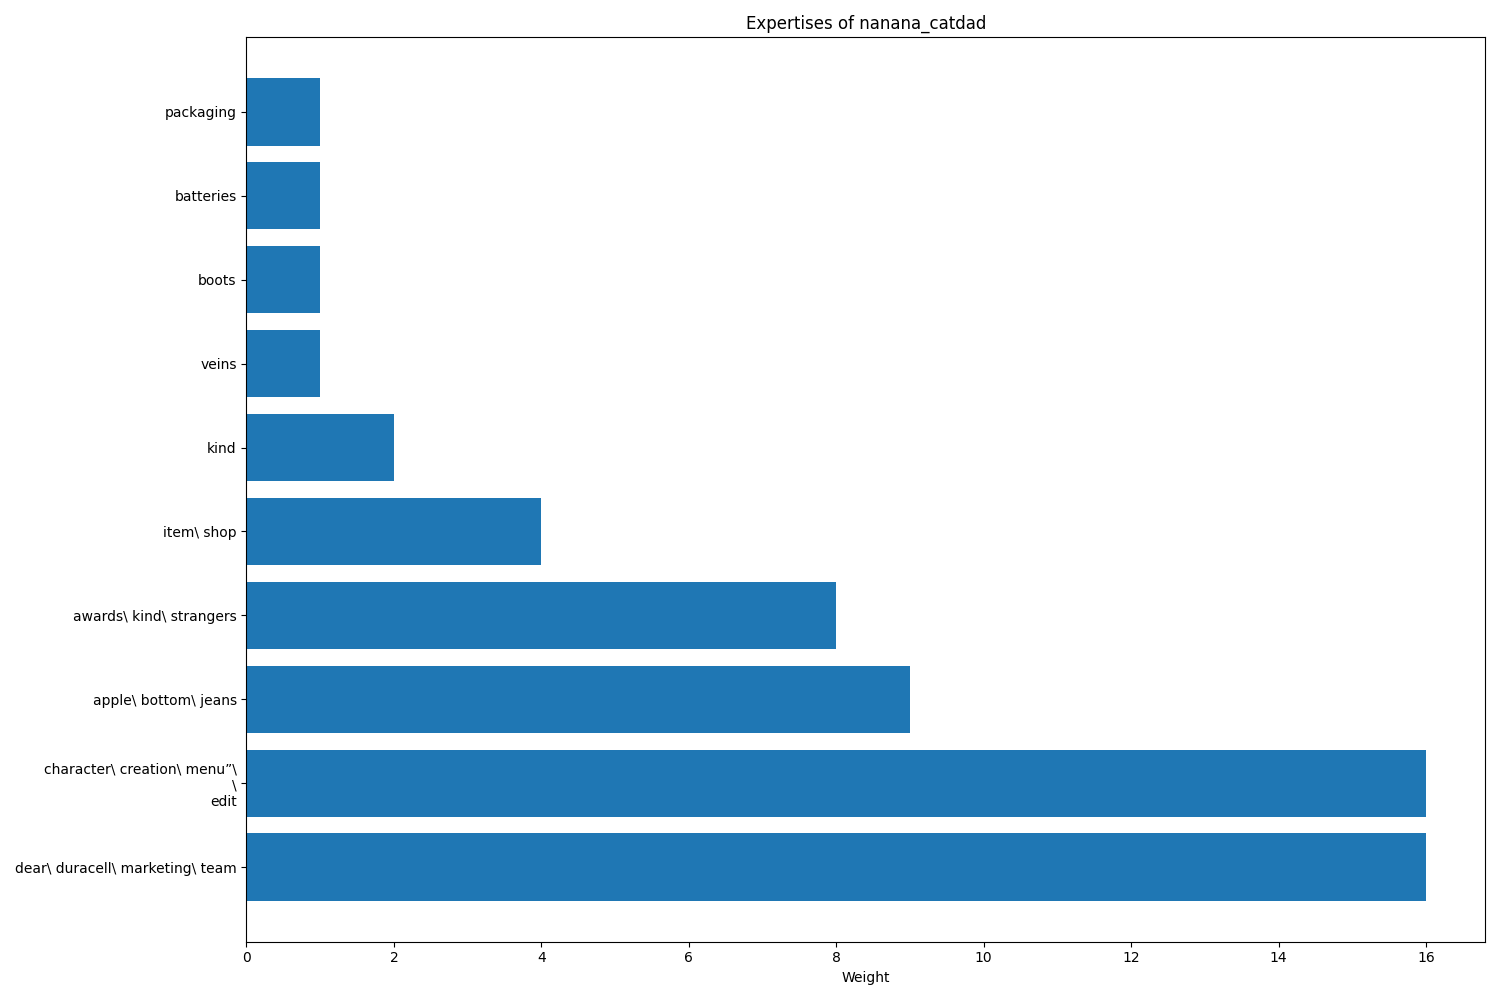 Expertises of nanana_catdad
packaging
batteries
boots
veins
kind
item\ shop
awards\ kind\ strangers
apple\ bottom\ jeans
character\ creation\ menu”\
\
edit
dear\ duracell\ marketing\ team
0 2 4 6 8 10 12 14 16
Weight